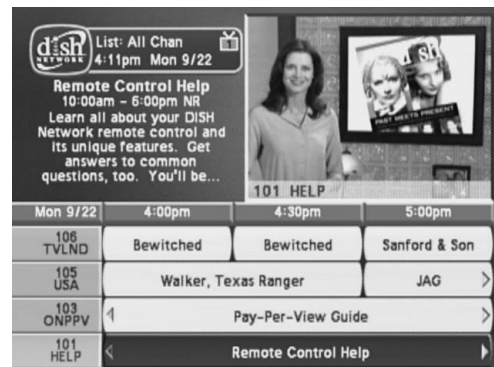 dish
NETWORK
List: All Chan
4:11pm Mon 9/22
Remote Control Help
10:00am - 6:00pm NR
Learn all about your DISH
Network remote control and
its unique features. Get
answers to common
questions, too. You'll be...
dish
PAST MEETS PRESENT
101 HELP
Mon 9/22 4:00pm 4:30pm 5:00pm
106
TVLND
Bewitched Bewitched Sanford & Son
105
USA
Walker, Texas Ranger JAG
103
ONPPV
Pay-Per-View Guide
101
HELP
Remote Control Help